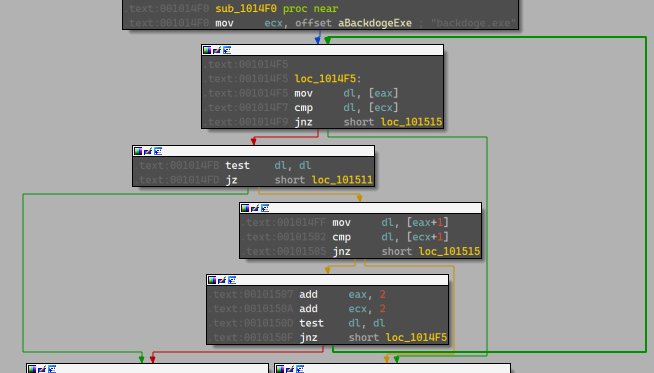 .text:001014F0 sub_1014F0 proc near
.text:001014F0 mov ecx, offset aBackdogeExe ; "backdoge.exe"
.text:001014F5
.text:001014F5 loc_1014F5:
.text:001014F5 mov dl, [eax]
.text:001014F7 cmp dl, [ecx]
.text:001014F9 jnz short loc_101515
.text:001014FB test dl, dl
.text:001014FD jz short loc_101511
.text:001014FF mov dl, [eax+1]
.text:00101502 cmp dl, [ecx+1]
.text:00101505 jnz short loc_101515
.text:00101507 add eax, 2
.text:0010150A add ecx, 2
.text:0010150D test dl, dl
.text:0010150F jnz short loc_1014F5